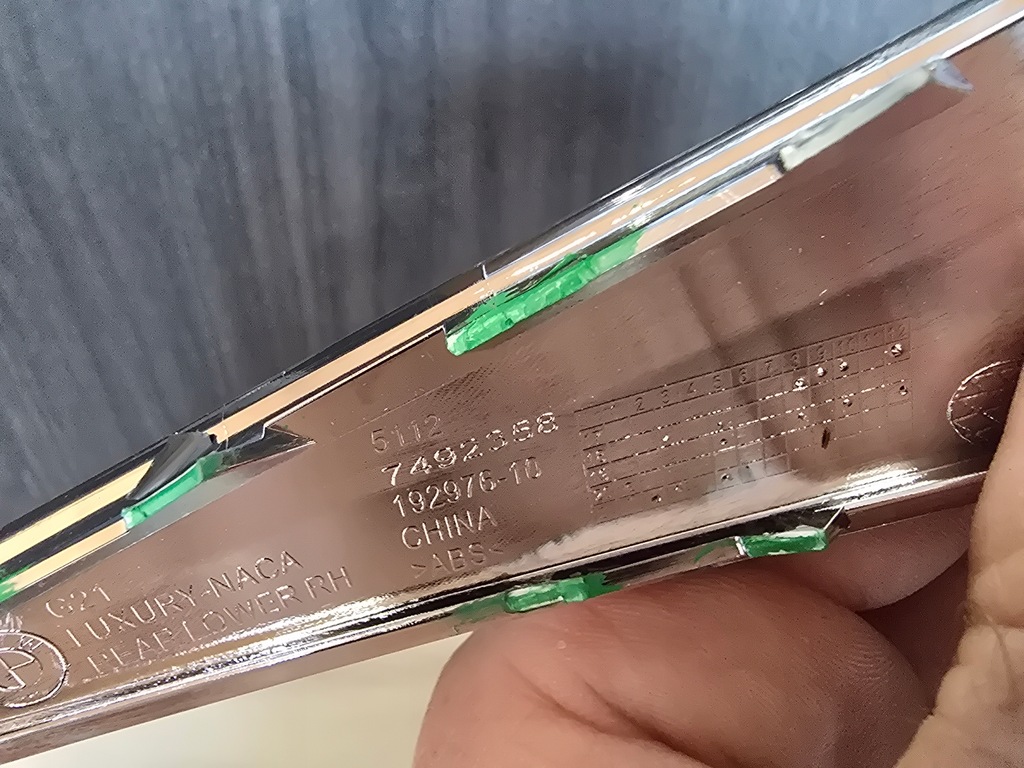 5112
7492358
192976-10
CHINA
>ABS<
G21
LUXURY-NACA
REAR LOWER RH
1 2 3 4 5 6 7 8 9 10 11 12